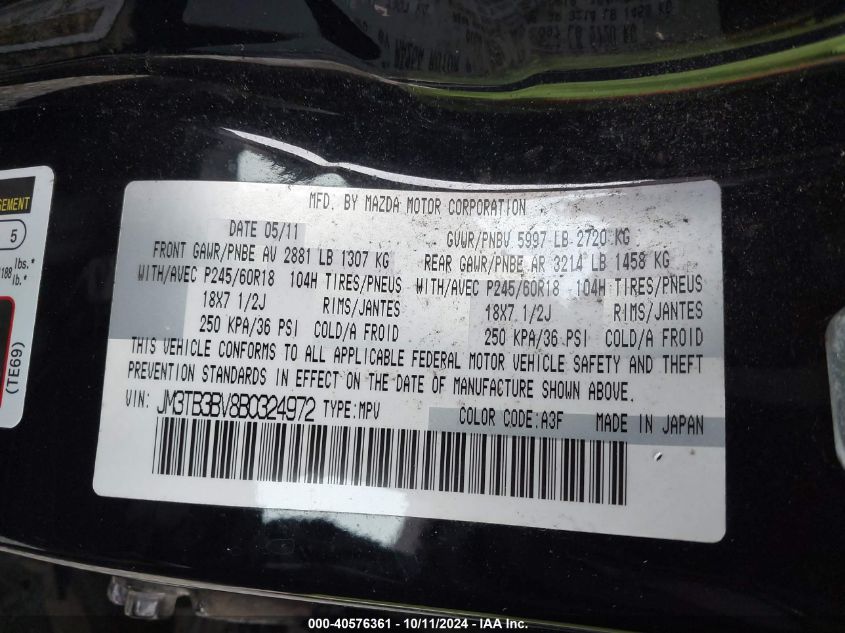 MFD. BY MAZDA MOTOR CORPORATION
DATE 05/11 GVWR/PNBV 5997 LB 2720 KG
FRONT GAWR/PNBE AV 2881 LB 1307 KG REAR GAWR/PNBE AR 3214 LB 1458 KG
WITH/AVEC P245/60R18 104H TIRES/PNEUS WITH/AVEC P245/60R18 104H TIRES/PNEUS
18X7 1/2J RIMS/JANTES 18X7 1/2J RIMS/JANTES
250 KPA/36 PSI COLD/A FROID 250 KPA/36 PSI COLD/A FROID
THIS VEHICLE CONFORMS TO ALL APPLICABLE FEDERAL MOTOR VEHICLE SAFETY AND THEFT
PREVENTION STANDARDS IN EFFECT ON THE DATE OF MANUFACTURE SHOWN ABOVE.
VIN: JM3TB3BV8B0324972 TYPE:MPV COLOR CODE:A3F MADE IN JAPAN
5
lbs.*
lb.*
(TE69)
000-40576361 - 10/11/2024 - IAA Inc.